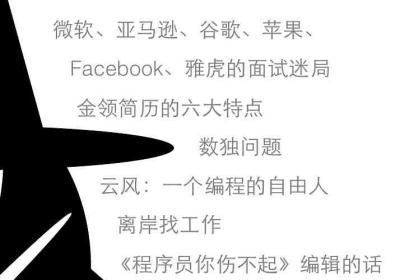 微软、亚马逊、谷歌、苹果、
Facebook、雅虎的面试迷局
金领简历的六大特点
数独问题
云风：一个编程的自由人
离岸找工作
《程序员你伤不起》编辑的话